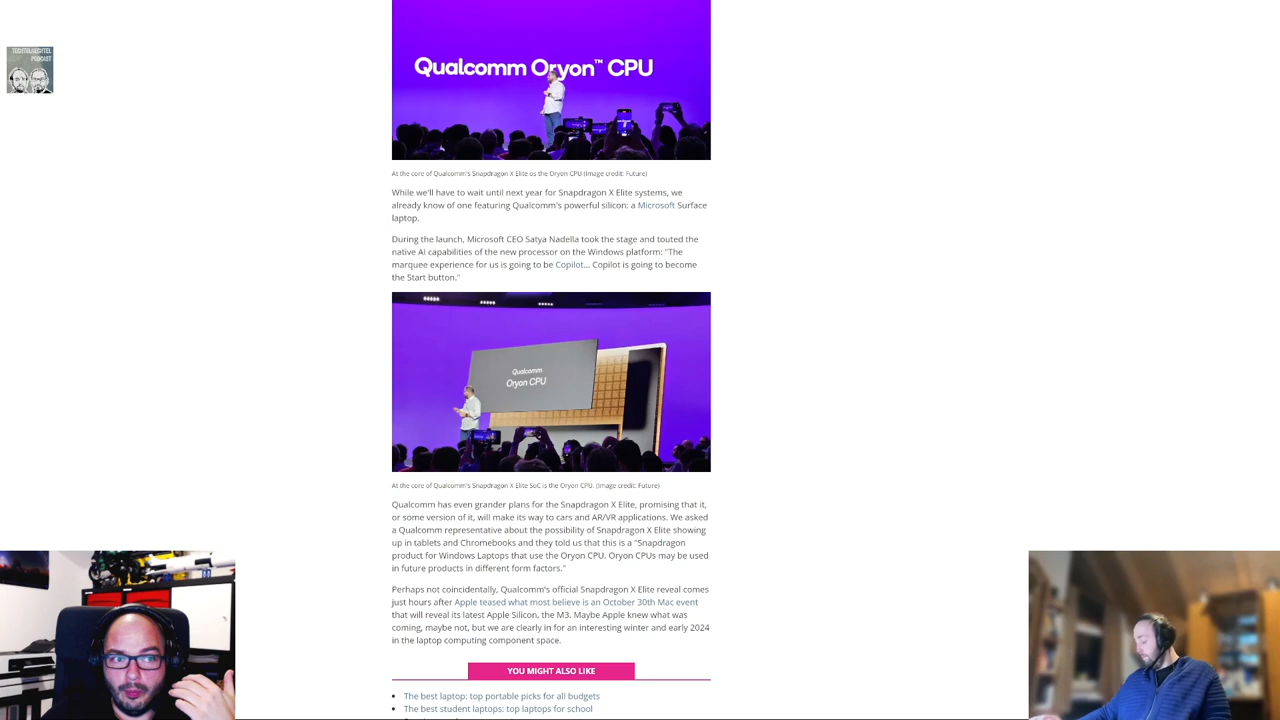 TECHTELMECHTEL
PODCAST
Qualcomm Oryon™ CPU
At the core of Qualcomm's Snapdragon X Elite os the Oryon CPU (Image credit: Future)
While we'll have to wait until next year for Snapdragon X Elite systems, we
already know of one featuring Qualcomm's powerful silicon: a Microsoft Surface
laptop.
During the launch, Microsoft CEO Satya Nadella took the stage and touted the
native AI capabilities of the new processor on the Windows platform: "The
marquee experience for us is going to be Copilot... Copilot is going to become
the Start button."
Qualcomm
Oryon CPU
At the core of Qualcomm's Snapdragon X Elite SoC is the Oryon CPU. (Image credit: Future)
Qualcomm has even grander plans for the Snapdragon X Elite, promising that it,
or some version of it, will make its way to cars and AR/VR applications. We asked
a Qualcomm representative about the possibility of Snapdragon X Elite showing
up in tablets and Chromebooks and they told us that this is a "Snapdragon
product for Windows Laptops that use the Oryon CPU. Oryon CPUs may be used
in future products in different form factors."
Perhaps not coincidentally, Qualcomm's official Snapdragon X Elite reveal comes
just hours after Apple teased what most believe is an October 30th Mac event
that will reveal its latest Apple Silicon, the M3. Maybe Apple knew what was
coming, maybe not, but we are clearly in for an interesting winter and early 2024
in the laptop computing component space.
YOU MIGHT ALSO LIKE
• The best laptop: top portable picks for all budgets
• The best student laptops: top laptops for school